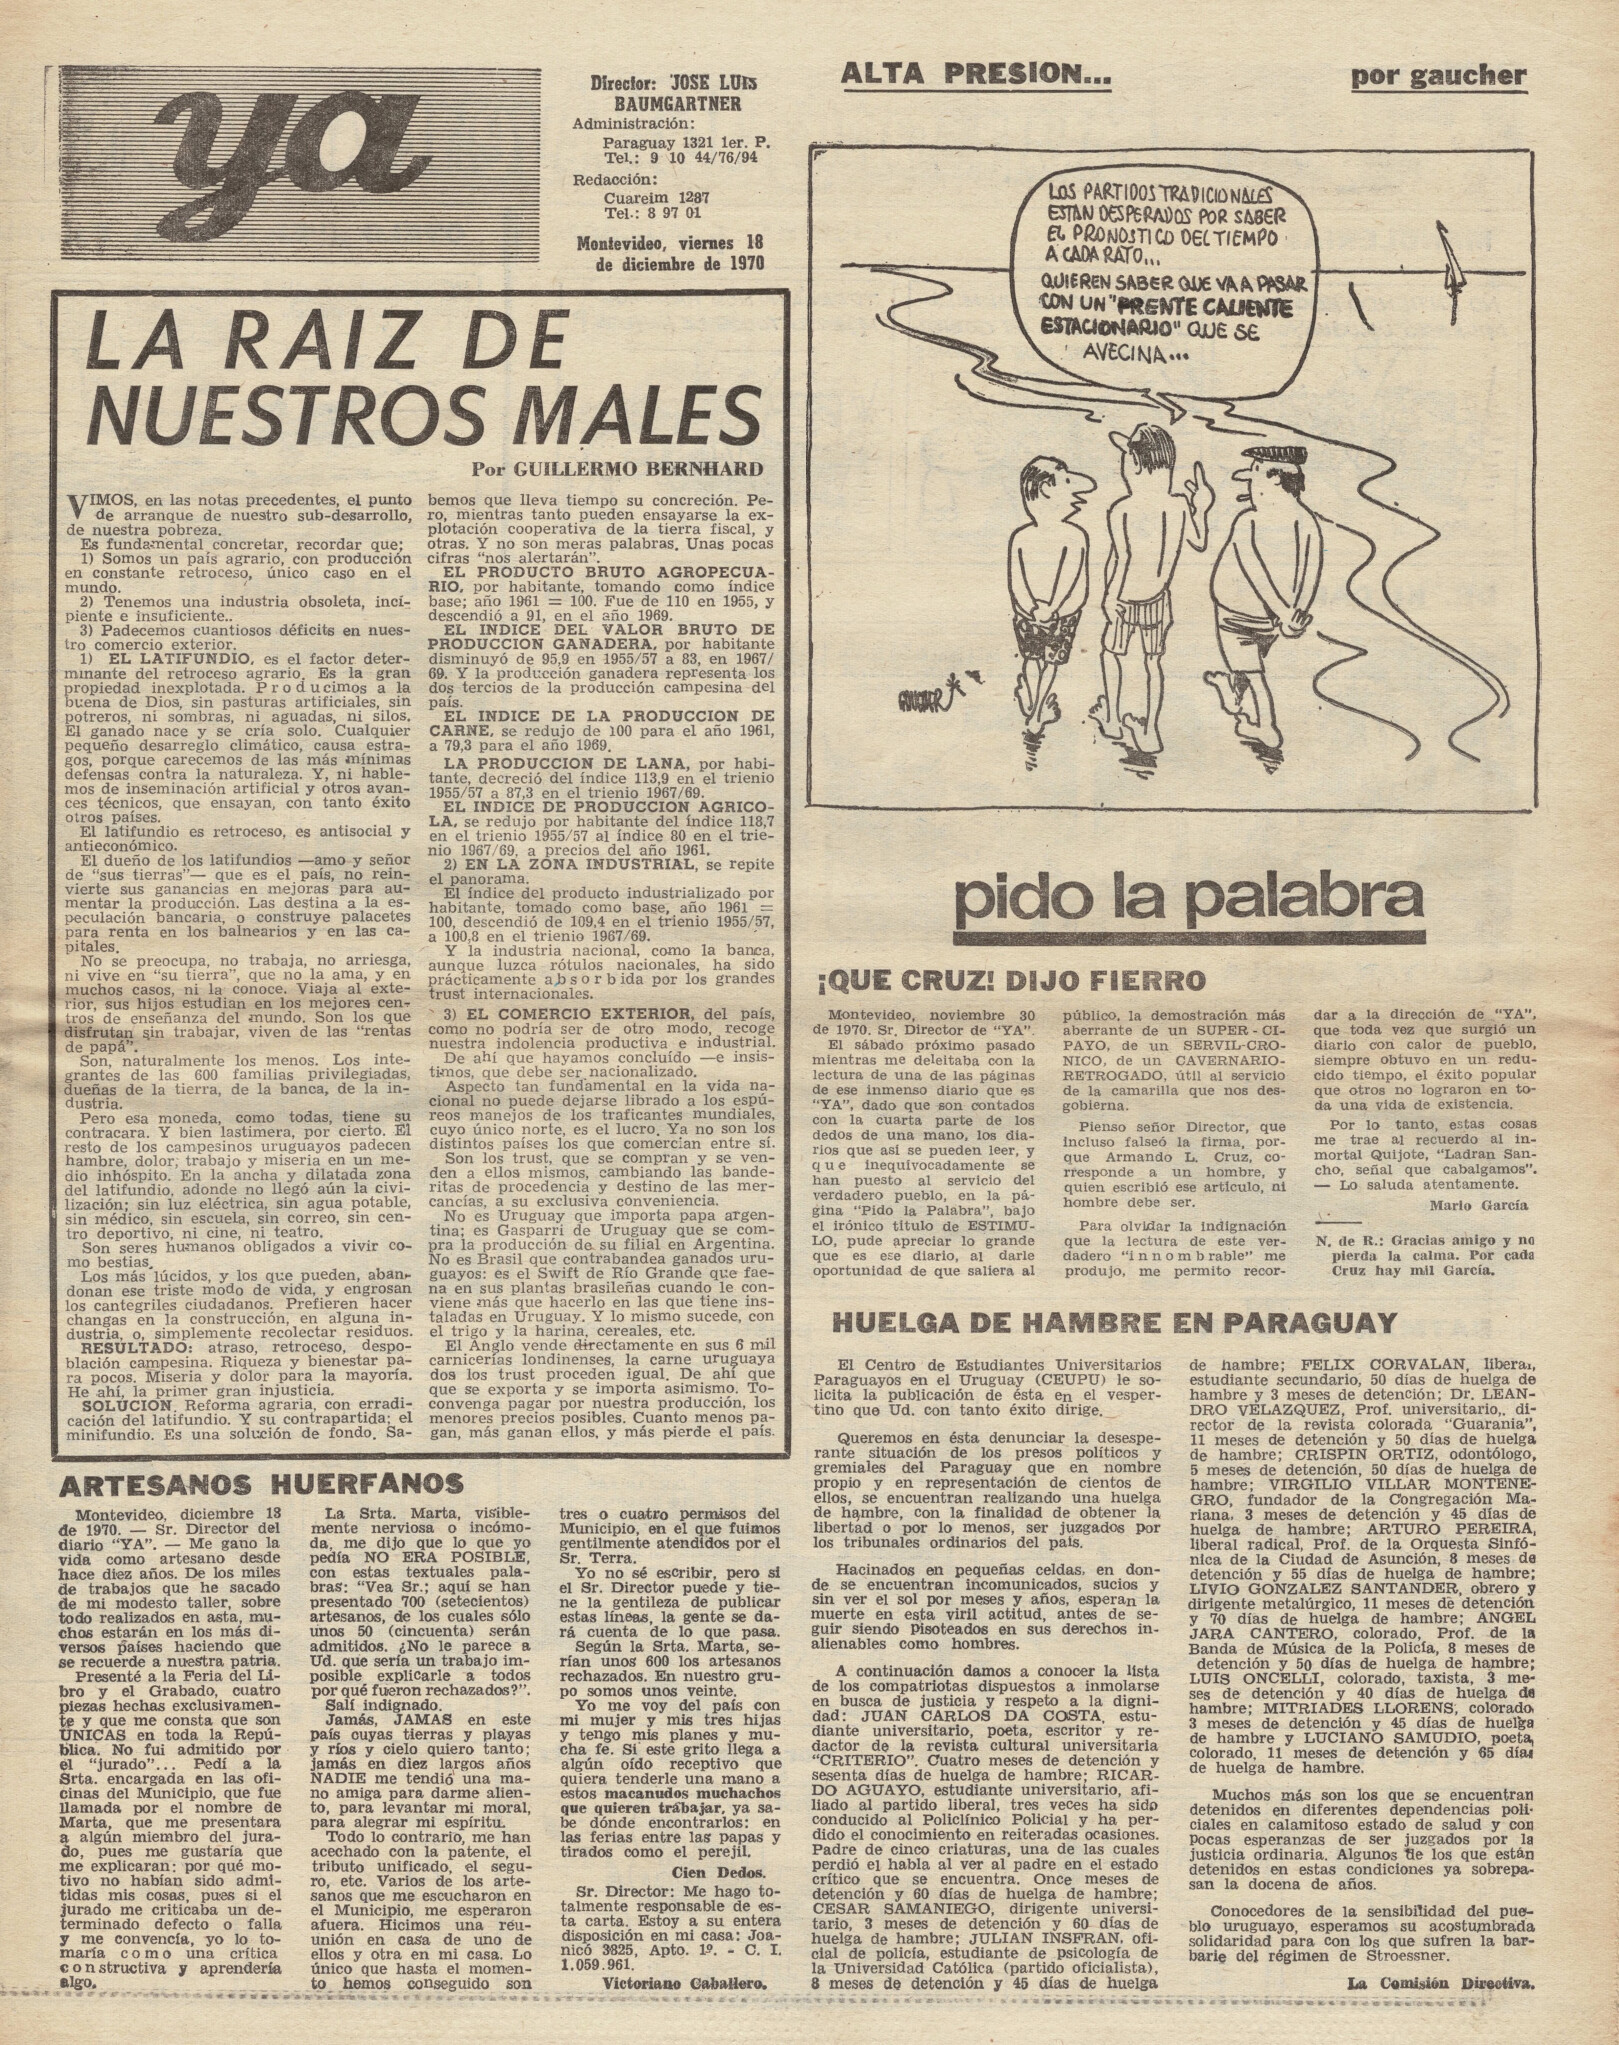 ya
Director: JOSE LUIS
BAUMGARTNER
Administración:
Paraguay 1321 1er. P.
Tel.: 9 10 44/76/94
Redacción:
Cuareim 1287
Tel.: 8 97 01
Montevideo, viernes 18
de diciembre de 1970
LA RAIZ DE
NUESTROS MALES
Por GUILLERMO BERNHARD
VIMOS, en las notas precedentes, el punto
de arranque de nuestro sub-desarrollo,
de nuestra pobreza.
Es fundamental concretar, recordar que;
1) Somos un país agrario, con producción
en constante retroceso, único caso en el
mundo.
2) Tenemos una industria obsoleta, inci-
piente e insuficiente..
3) Padecemos cuantiosos déficits en nues-
tro comercio exterior.
1) EL LATIFUNDIO, es el factor deter-
minante del retroceso agrario. Es la gran
propiedad inexplotada. Producimos a la
buena de Dios, sin pasturas artificiales, sin
potreros, ni sombras, ni aguadas, ni silos.
El ganado nace y se cría solo. Cualquier
pequeño desarreglo climático, causa estra-
gos, porque carecemos de las más mínimas
defensas contra la naturaleza. Y, ni hable-
mos de inseminación artificial y otros avan-
ces técnicos, que ensayan, con tanto éxito
otros países.
El latifundio es retroceso, es antisocial y
antieconómico.
El dueño de los latifundios —amo y señor
de "sus tierras"— que es el país, no rein-
vierte sus ganancias en mejoras para au-
mentar la producción. Las destina a la es-
peculación bancaria, o construye palacetes
para renta en los balnearios y en las ca-
pitales.
No se preocupa, no trabaja, no arriesga,
ni vive en "su tierra", que no la ama, y en
muchos casos, ni la conoce. Viaja al exte-
rior, sus hijos estudian en los mejores cen-
tros de enseñanza del mundo. Son los que
disfrutan sin trabajar, viven de las "rentas
de papá".
Son, naturalmente los menos. Los inte-
grantes de las 600 familias privilegiadas,
dueñas de la tierra, de la banca, de la in-
dustria.
Pero esa moneda, como todas, tiene su
contracara. Y bien lastimera, por cierto. El
resto de los campesinos uruguayos padecen
hambre, dolor, trabajo y miseria en un me-
dio inhóspito. En la ancha y dilatada zona
del latifundio, adonde no llegó aún la civi-
lización; sin luz eléctrica, sin agua potable,
sin médico, sin escuela, sin correo, sin cen-
tro deportivo, ni cine, ni teatro.
Son seres humanos obligados a vivir co-
mo bestias.
Los más lúcidos, y los que pueden, aban-
donan ese triste modo de vida, y engrosan
los cantegriles ciudadanos. Prefieren hacer
changas en la construcción, en alguna in-
dustria, o, simplemente recolectar residuos.
RESULTADO: atraso, retroceso, despo-
blación campesina. Riqueza y bienestar pa-
ra pocos. Miseria y dolor para la mayoría.
He ahí, la primer gran injusticia.
SOLUCION. Reforma agraria, con erradi-
cación del latifundio. Y su contrapartida; el
minifundio. Es una solución de fondo. Sa-
bemos que lleva tiempo su concreción. Pe-
ro, mientras tanto pueden ensayarse la ex-
plotación cooperativa de la tierra fiscal, y
otras. Y no son meras palabras. Unas pocas
cifras "nos alertarán".
EL PRODUCTO BRUTO AGROPECUA-
RIO, por habitante, tomando como índice
base; año 1961 = 100. Fue de 110 en 1955, y
descendió a 91, en el año 1969.
EL INDICE DEL VALOR BRUTO DE
PRODUCCION GANADERA, por habitante
disminuyó de 95,9 en 1955/57 a 83, en 1967/
69. Y la producción ganadera representa los
dos tercios de la producción campesina del
país.
EL INDICE DE LA PRODUCCION DE
CARNE, se redujo de 100 para el año 1961,
a 79,3 para el año 1969.
LA PRODUCCION DE LANA, por habi-
tante, decreció del índice 113,9 en el trienio
1955/57 a 87,3 en el trienio 1967/69.
EL INDICE DE PRODUCCION AGRICO-
LA, se redujo por habitante del índice 118,7
en el trienio 1955/57 al índice 80 en el trie-
nio 1967/69, a precios del año 1961.
2) EN LA ZONA INDUSTRIAL, se repite
el panorama.
El índice del producto industrializado por
habitante, tomado como base, año 1961 =
100, descendió de 109,4 en el trienio 1955/57,
a 100,8 en el trienio 1967/69.
Y la industria nacional, como la banca,
aunque luzca rótulos nacionales, ha sido
prácticamente absorbida por los grandes
trust internacionales.
3) EL COMERCIO EXTERIOR, del país,
como no podría ser de otro modo, recoge
nuestra indolencia productiva e industrial.
De ahí que hayamos concluído —e insis-
timos, que debe ser nacionalizado.
Aspecto tan fundamental en la vida na-
cional no puede dejarse librado a los espú-
reos manejos de los traficantes mundiales,
cuyo único norte, es el lucro. Ya no son los
distintos países los que comercian entre sí.
Son los trust, que se compran y se ven-
den a ellos mismos, cambiando las bande-
ritas de procedencia y destino de las mer-
cancías, a su exclusiva conveniencia.
No es Uruguay que importa papa argen-
tina; es Gasparri de Uruguay que se com-
pra la producción de su filial en Argentina.
No es Brasil que contrabandea ganados uru-
guayos: es el Swift de Río Grande que fae-
na en sus plantas brasileñas cuando le con-
viene más que hacerlo en las que tiene ins-
taladas en Uruguay. Y lo mismo sucede, con
el trigo y la harina, cereales, etc.
El Anglo vende directamente en sus 6 mil
carnicerías londinenses, la carne uruguaya
dos los trust proceden igual. De ahí que
que se exporta y se importa asimismo. To-
convenga pagar por nuestra producción, los
menores precios posibles. Cuanto menos pa-
gan, más ganan ellos, y más pierde el país.
ALTA PRESION...
por gaucher
LOS PARTIDOS TRADICIONALES
ESTAN DESPERADOS POR SABER
EL PRONOSTICO DEL TIEMPO
A CADA RATO...
QUIEREN SABER QUE VA A PASAR
CON UN "FRENTE CALIENTE
ESTACIONARIO" QUE SE
AVECINA...
GAUCHER
pido la palabra
¡QUE CRUZ! DIJO FIERRO
Montevideo, noviembre 30
de 1970. Sr. Director de "YA".
El sábado próximo pasado
mientras me deleitaba con la
lectura de una de las páginas
de ese inmenso diario que es
"YA", dado que son contados
con la cuarta parte de los
dedos de una mano, los dia-
rios que así se pueden leer, y
que inequívocadamente se
han puesto al servicio del
verdadero pueblo, en la pá-
gina "Pido la Palabra", bajo
el irónico título de ESTIMU-
LO, pude apreciar lo grande
que es ese diario, al darle
oportunidad de que saliera al
público, la demostración más
aberrante de un SUPER-CI-
PAYO, de un SERVIL-CRO-
NICO, de un CAVERNARIO-
RETROGADO, útil al servicio
de la camarilla que nos des-
gobierna.
Pienso señor Director, que
incluso falseó la firma, por-
que Armando L. Cruz, co-
rresponde a un hombre, y
quien escribió ese artículo, ni
hombre debe ser.
Para olvidar la indignación
que la lectura de este ver-
dadero "innombrable" me
produjo, me permito recor-
dar a la dirección de "YA",
que toda vez que surgió un
diario con calor de pueblo,
siempre obtuvo en un redu-
cido tiempo, el éxito popular
que otros no lograron en to-
da una vida de existencia.
Por lo tanto, estas cosas
me trae al recuerdo al in-
mortal Quijote, "Ladran San-
cho, señal que cabalgamos".
— Lo saluda atentamente.
Mario García
N. de R.: Gracias amigo y no
pierda la calma. Por cada
Cruz hay mil García.
HUELGA DE HAMBRE EN PARAGUAY
El Centro de Estudiantes Universitarios
Paraguayos en el Uruguay (CEUPU) le so-
licita la publicación de ésta en el vesper-
tino que Ud. con tanto éxito dirige.
Queremos en ésta denunciar la desespe-
rante situación de los presos políticos y
gremiales del Paraguay que en nombre
propio y en representación de cientos de
ellos, se encuentran realizando una huelga
de hambre, con la finalidad de obtener la
libertad o por lo menos, ser juzgados por
los tribunales ordinarios del país.
Hacinados en pequeñas celdas, en don-
de se encuentran incomunicados, sucios y
sin ver el sol por meses y años, esperan la
muerte en esta viril actitud, antes de se-
guir siendo Pisoteados en sus derechos in-
alienables como hombres.
A continuación damos a conocer la lista
de los compatriotas dispuestos a inmolarse
en busca de justicia y respeto a la digni-
dad: JUAN CARLOS DA COSTA, estu-
diante universitario, poeta, escritor y re-
dactor de la revista cultural universitaria
"CRITERIO". Cuatro meses de detención y
sesenta días de huelga de hambre; RICAR-
DO AGUAYO, estudiante universitario, afi-
liado al partido liberal, tres veces ha sido
conducido al Policlínico Policial y ha per-
dido el conocimiento en reiteradas ocasiones.
Padre de cinco criaturas, una de las cuales
perdió el habla al ver al padre en el estado
crítico que se encuentra. Once meses de
detención y 60 días de huelga de hambre;
CESAR SAMANIEGO, dirigente universi-
tario, 3 meses de detención y 60 días de
huelga de hambre; JULIAN INSFRAN, ofi-
cial de policía, estudiante de psicología de
la Universidad Católica (partido oficialista),
8 meses de detención y 45 días de huelga
de hambre; FELIX CORVALAN, liberal,
estudiante secundario, 50 días de huelga de
hambre y 3 meses de detención; Dr. LEAN-
DRO VELAZQUEZ, Prof. universitario,. di-
rector de la revista colorada "Guarania",
11 meses de detención y 50 días de huelga
de hambre; CRISPIN ORTIZ, odontólogo,
5 meses de detención, 50 días de huelga de
hambre; VIRGILIO VILLAR MONTENE-
GRO, fundador de la Congregación Ma-
riana, 3 meses de detención y 45 días de
huelga de hambre; ARTURO PEREIRA,
liberal radical, Prof. de la Orquesta Sinfó-
nica de la Ciudad de Asunción, 8 meses de
detención y 55 días de huelga de hambre;
LIVIO GONZALEZ SANTANDER, obrero y
dirigente metalúrgico, 11 meses de detención
y 70 días de huelga de hambre; ANGEL
JARA CANTERO, colorado, Prof. de la
Banda de Música de la Policía, 8 meses de
detención y 50 días de huelga de hambre;
LUIS ONCELLI, colorado, taxista, 3 me-
ses de detención y 40 días de huelga de
hambre; MITRIADES LLORENS, colorado,
3 meses de detención y 45 días de huelga
de hambre y LUCIANO SAMUDIO, poeta,
colorado, 11 meses de detención y 65 días
de huelga de hambre.
Muchos más son los que se encuentran
detenidos en diferentes dependencias poli-
ciales en calamitoso estado de salud y con
pocas esperanzas de ser juzgados por la
justicia ordinaria. Algunos de los que están
detenidos en estas condiciones ya sobrepa-
san la docena de años.
Conocedores de la sensibilidad del pue-
blo uruguayo, esperamos su acostumbrada
solidaridad para con los que sufren la bar-
barie del régimen de Stroessner.
La Comisión Directiva.
ARTESANOS HUERFANOS
Montevideo, diciembre 13
de 1970. — Sr. Director del
diario "YA". — Me gano la
vida como artesano desde
hace diez años. De los miles
de trabajos que he sacado
de mi modesto taller, sobre
todo realizados en asta, mu-
chos estarán en los más di-
versos países haciendo que
se recuerde a nuestra patria.
Presenté a la Feria del Li-
bro y el Grabado, cuatro
piezas hechas exclusivamen-
te y que me consta que son
UNICAS en toda la Repú-
blica. No fui admitido por
el "jurado"... Pedí a la
Srta. encargada en las ofi-
cinas del Municipio, que fue
llamada por el nombre de
Marta, que me presentara
a algún miembro del jura-
do, pues me gustaría que
me explicaran: por qué mo-
tivo no habían sido admi-
tidas mis cosas, pues si el
jurado me criticaba un de-
terminado defecto o falla
y me convencía, yo lo to-
maría como una crítica
constructiva y aprendería
algo.
La Srta. Marta, visible-
mente nerviosa o incómo-
da, me dijo que lo que yo
pedía NO ERA POSIBLE,
con estas textuales pala-
bras: "Vea Sr.; aquí se han
presentado 700 (setecientos)
artesanos, de los cuales sólo
unos 50 (cincuenta) serán
admitidos. ¿No le parece a
Ud. que sería un trabajo im-
posible explicarle a todos
por qué fueron rechazados?".
Salí indignado.
Jamás, JAMAS en este
país cuyas tierras y playas
y ríos y cielo quiero tanto;
jamás en diez largos años
NADIE me tendió una ma-
no amiga para darme alien-
to, para levantar mi moral,
para alegrar mi espíritu.
Todo lo contrario, me han
acechado con la patente, el
tributo unificado, el segu-
ro, etc. Varios de los arte-
sanos que me escucharon en
el Municipio, me esperaron
afuera. Hicimos una reu-
unión en casa de uno de
ellos y otra en mi casa. Lo
único que hasta el momen-
to hemos conseguido son
tres o cuatro permisos del
Municipio, en el que fuimos
gentilmente atendidos por el
Sr. Terra.
Yo no sé escribir, pero si
el Sr. Director puede y tie-
ne la gentileza de publicar
estas líneas, la gente se da-
rá cuenta de lo que pasa.
Según la Srta. Marta, se-
rían unos 600 los artesanos
rechazados. En nuestro gru-
po somos unos veinte.
Yo me voy del país con
mi mujer y mis tres hijas
y tengo mis planes y mu-
cha fe. Si este grito llega a
algún oído receptivo que
quiera tenderle una mano a
estos macanudos muchachos
que quieren trabajar, ya sa-
be dónde encontrarlos: en
las ferias entre las papas y
tirados como el perejil.
Cien Dedos.
Sr. Director: Me hago to-
talmente responsable de es-
ta carta. Estoy a su entera
disposición en mi casa: Joa-
nicó 3825, Apto. 1º. - C. I.
1.059.961.
Victoriano Caballero.